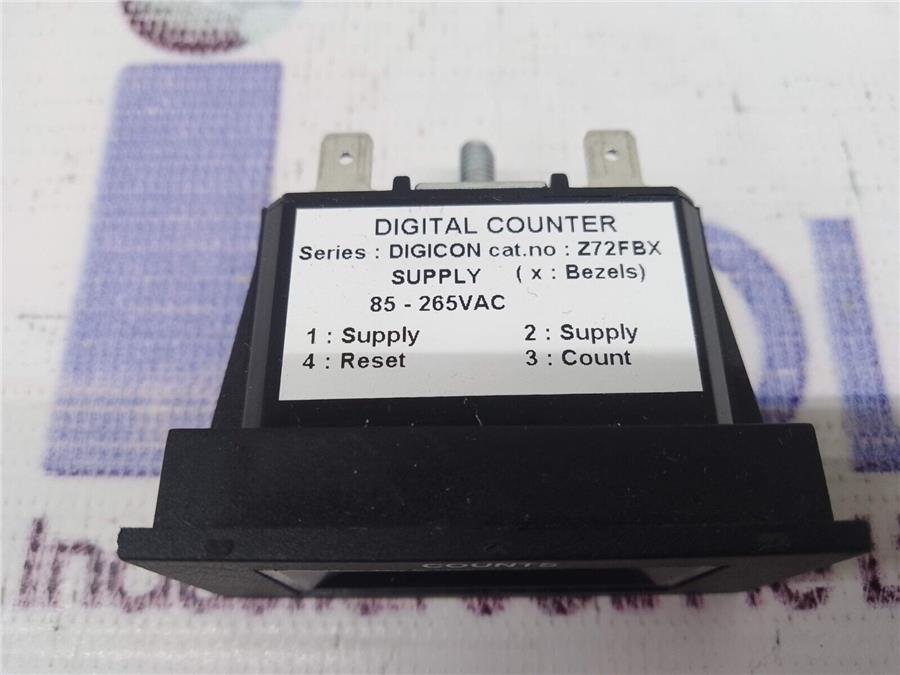 DIGITAL COUNTER
Series : DIGICON cat.no : Z72FBX
SUPPLY ( x : Bezels)
85 - 265VAC
1 : Supply 2 : Supply
4 : Reset 3 : Count
COUNTS